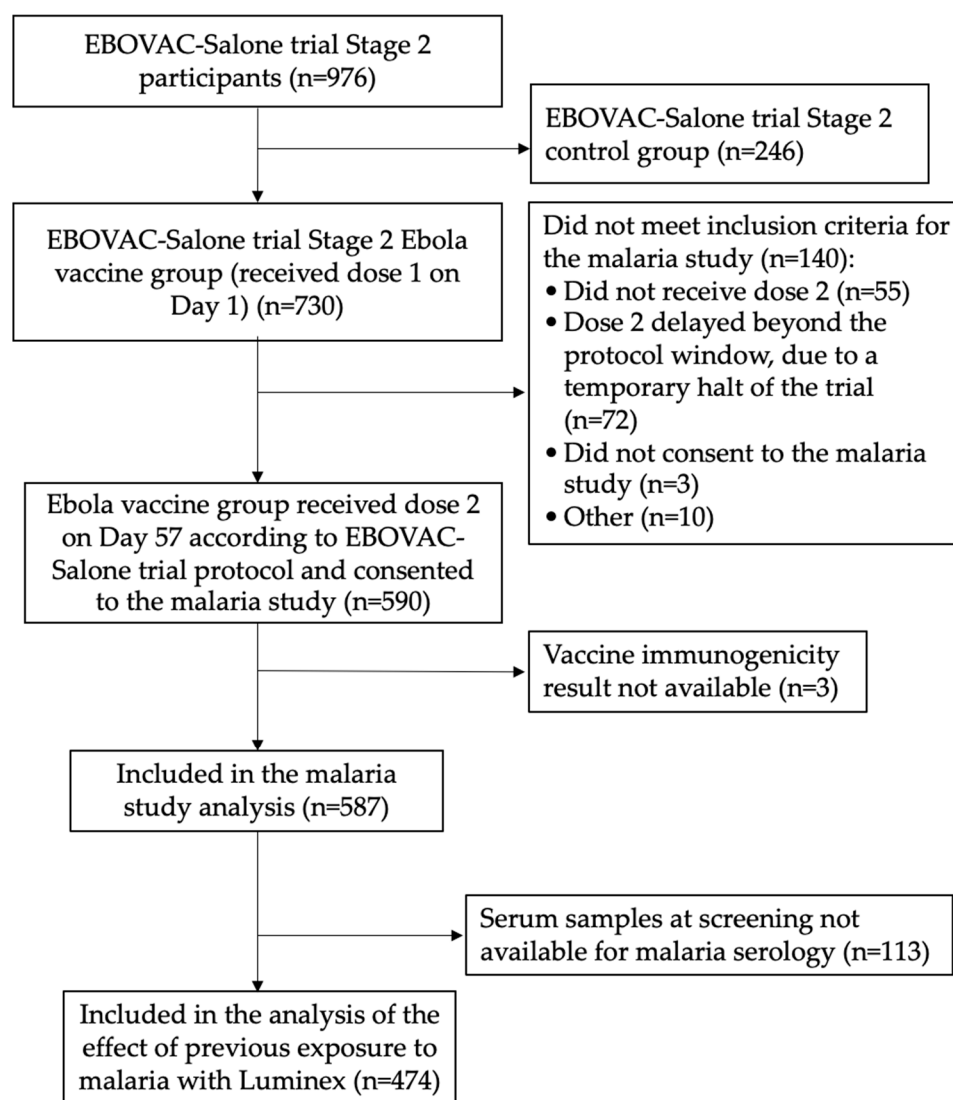 EBOVAC-Salone trial Stage 2
participants (n=976)
EBOVAC-Salone trial Stage 2
control group (n=246)
EBOVAC-Salone trial Stage 2 Ebola
vaccine group (received dose 1 on
Day 1) (n=730)
Did not meet inclusion criteria for
the malaria study (n=140):
• Did not receive dose 2 (n=55)
• Dose 2 delayed beyond the
protocol window, due to a
temporary halt of the trial
(n=72)
• Did not consent to the malaria
study (n=3)
• Other (n=10)
Ebola vaccine group received dose 2
on Day 57 according to EBOVAC-
Salone trial protocol and consented
to the malaria study (n=590)
Vaccine immunogenicity
result not available (n=3)
Included in the malaria
study analysis (n=587)
Serum samples at screening not
available for malaria serology (n=113)
Included in the analysis of the
effect of previous exposure to
malaria with Luminex (n=474)